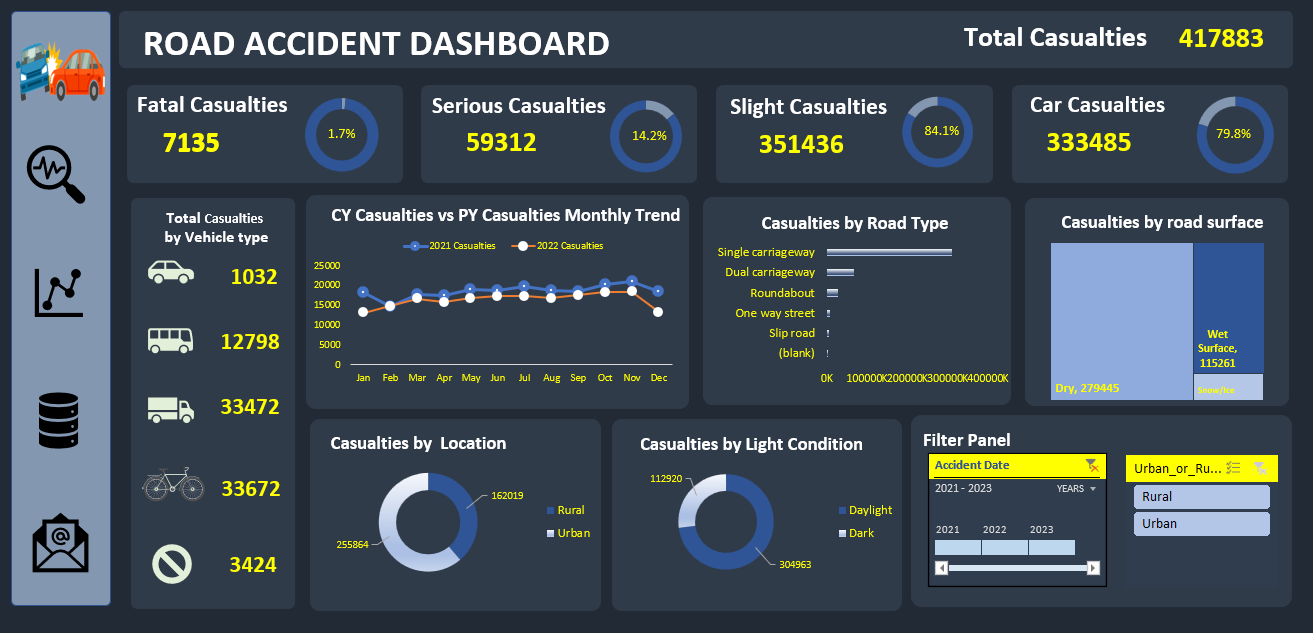 ROAD ACCIDENT DASHBOARD
Total Casualties 417883
Fatal Casualties
7135
1.7%
Serious Casualties
59312
14.2%
Slight Casualties
351436
84.1%
Car Casualties
333485
79.8%
Total Casualties
by Vehicle type
1032
12798
33472
33672
3424
CY Casualties vs PY Casualties Monthly Trend
2021 Casualties 2022 Casualties
25000
20000
15000
10000
5000
0
Jan Feb Mar Apr May Jun Jul Aug Sep Oct Nov Dec
Casualties by Road Type
Single carriageway
Dual carriageway
Roundabout
One way street
Slip road
(blank)
0K 100000K200000K300000K400000K
Casualties by road surface
Wet
Surface,
115261
Dry, 279445
Snow/Ice
Casualties by Location
162019
255864
Rural
Urban
Casualties by Light Condition
112920
304963
Daylight
Dark
Filter Panel
Accident Date
2021 - 2023 YEARS
2021 2022 2023
Urban_or_Ru...
Rural
Urban
@